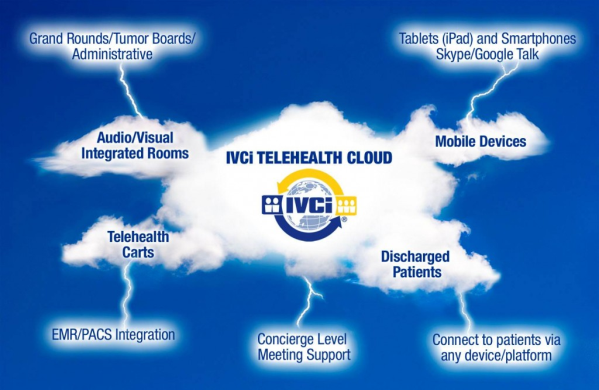 Grand Rounds/Tumor Boards/
Administrative
Tablets (iPad) and Smartphones
Skype/Google Talk
Audio/Visual
Integrated Rooms
Mobile Devices
IVCi TELEHEALTH CLOUD
IVCi
®
Telehealth
Carts
Discharged
Patients
EMR/PACS Integration
Concierge Level
Meeting Support
Connect to patients via
any device/platform